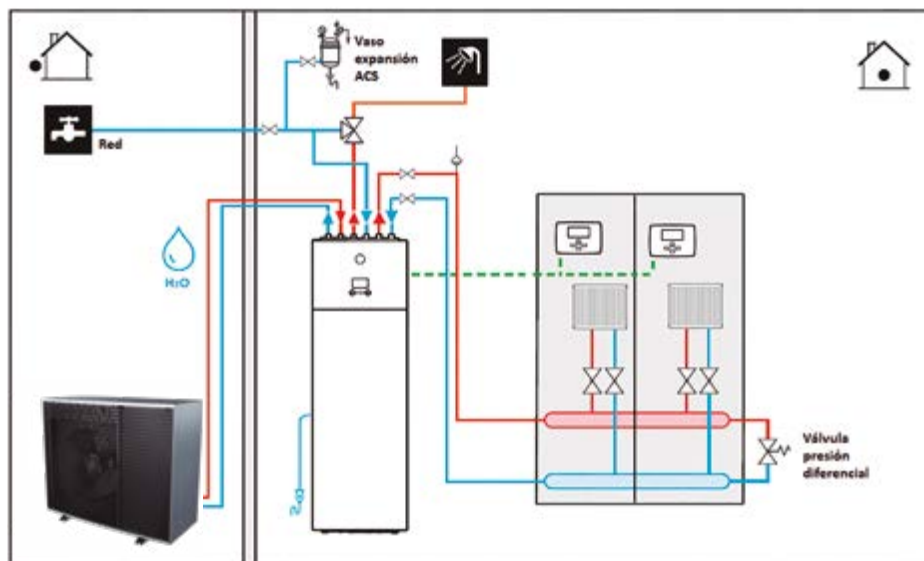 Vaso
expansión
ACS
Red
H₂O
Válvula
presión
diferencial